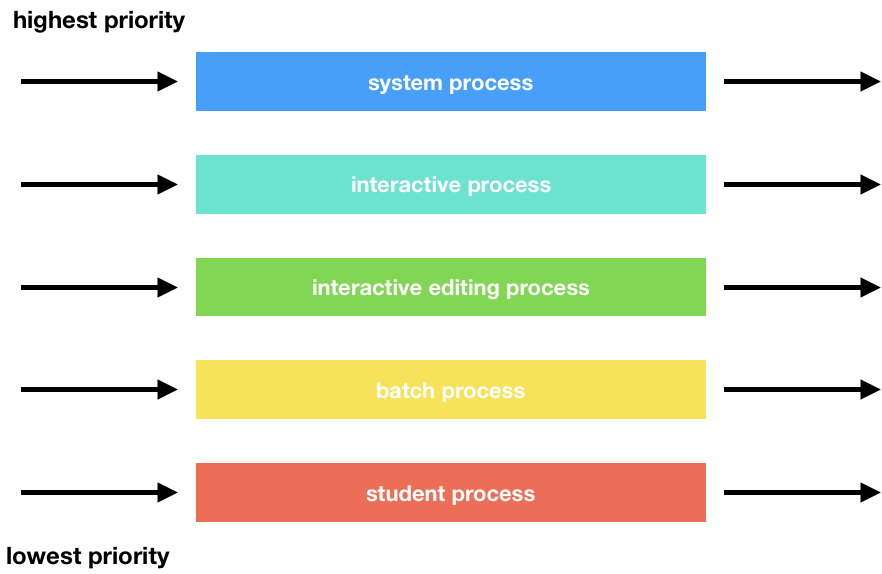 highest priority
system process
interactive process
interactive editing process
batch process
student process
lowest priority